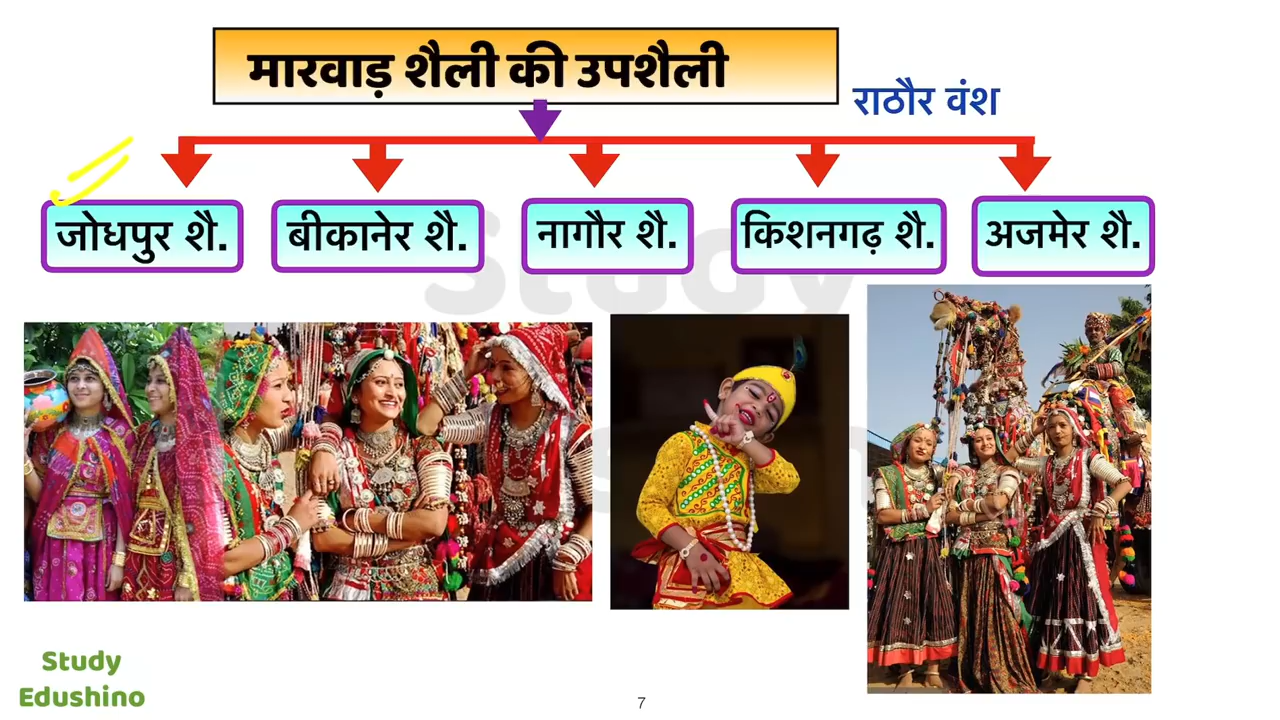 मारवाड़ शैली की उपशैली
राठौर वंश
जोधपुर शै.
बीकानेर शै.
नागौर शै.
किशनगढ़ शै.
अजमेर शै.
Study
Edushino
7